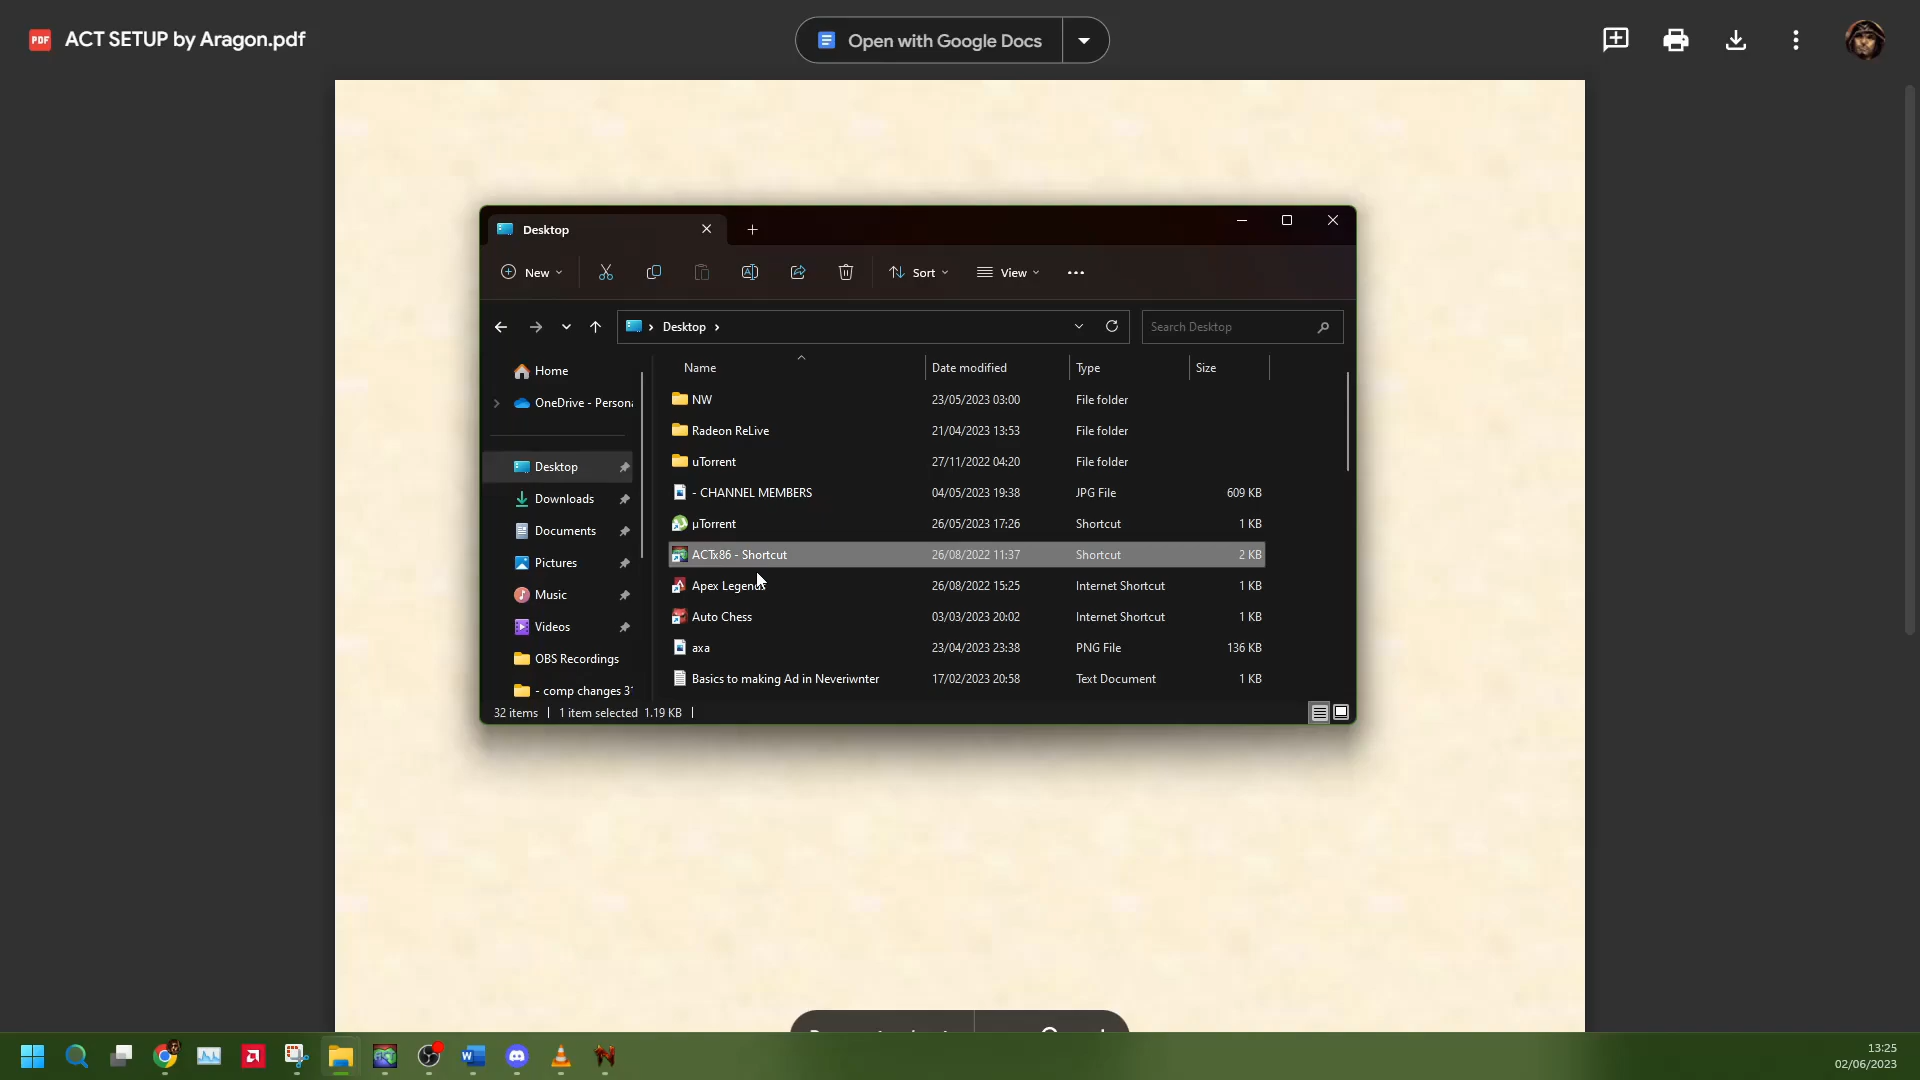 PDF ACT SETUP by Aragon.pdf
Open with Google Docs
Desktop
New
Sort
View
Desktop
Search Desktop
Home
OneDrive - Persona
Desktop
Downloads
Documents
Pictures
Music
Videos
OBS Recordings
- comp changes 31
Name Date modified Type Size
NW 23/05/2023 03:00 File folder
Radeon ReLive 21/04/2023 13:53 File folder
uTorrent 27/11/2022 04:20 File folder
- CHANNEL MEMBERS 04/05/2023 19:38 JPG File 609 KB
µTorrent 26/05/2023 17:26 Shortcut 1 KB
ACTx86 - Shortcut 26/08/2022 11:37 Shortcut 2 KB
Apex Legends 26/08/2022 15:25 Internet Shortcut 1 KB
Auto Chess 03/03/2023 20:02 Internet Shortcut 1 KB
axa 23/04/2023 23:38 PNG File 136 KB
Basics to making Ad in Neveriwnter 17/02/2023 20:58 Text Document 1 KB
32 items 1 item selected 1.19 KB
13:25
02/06/2023